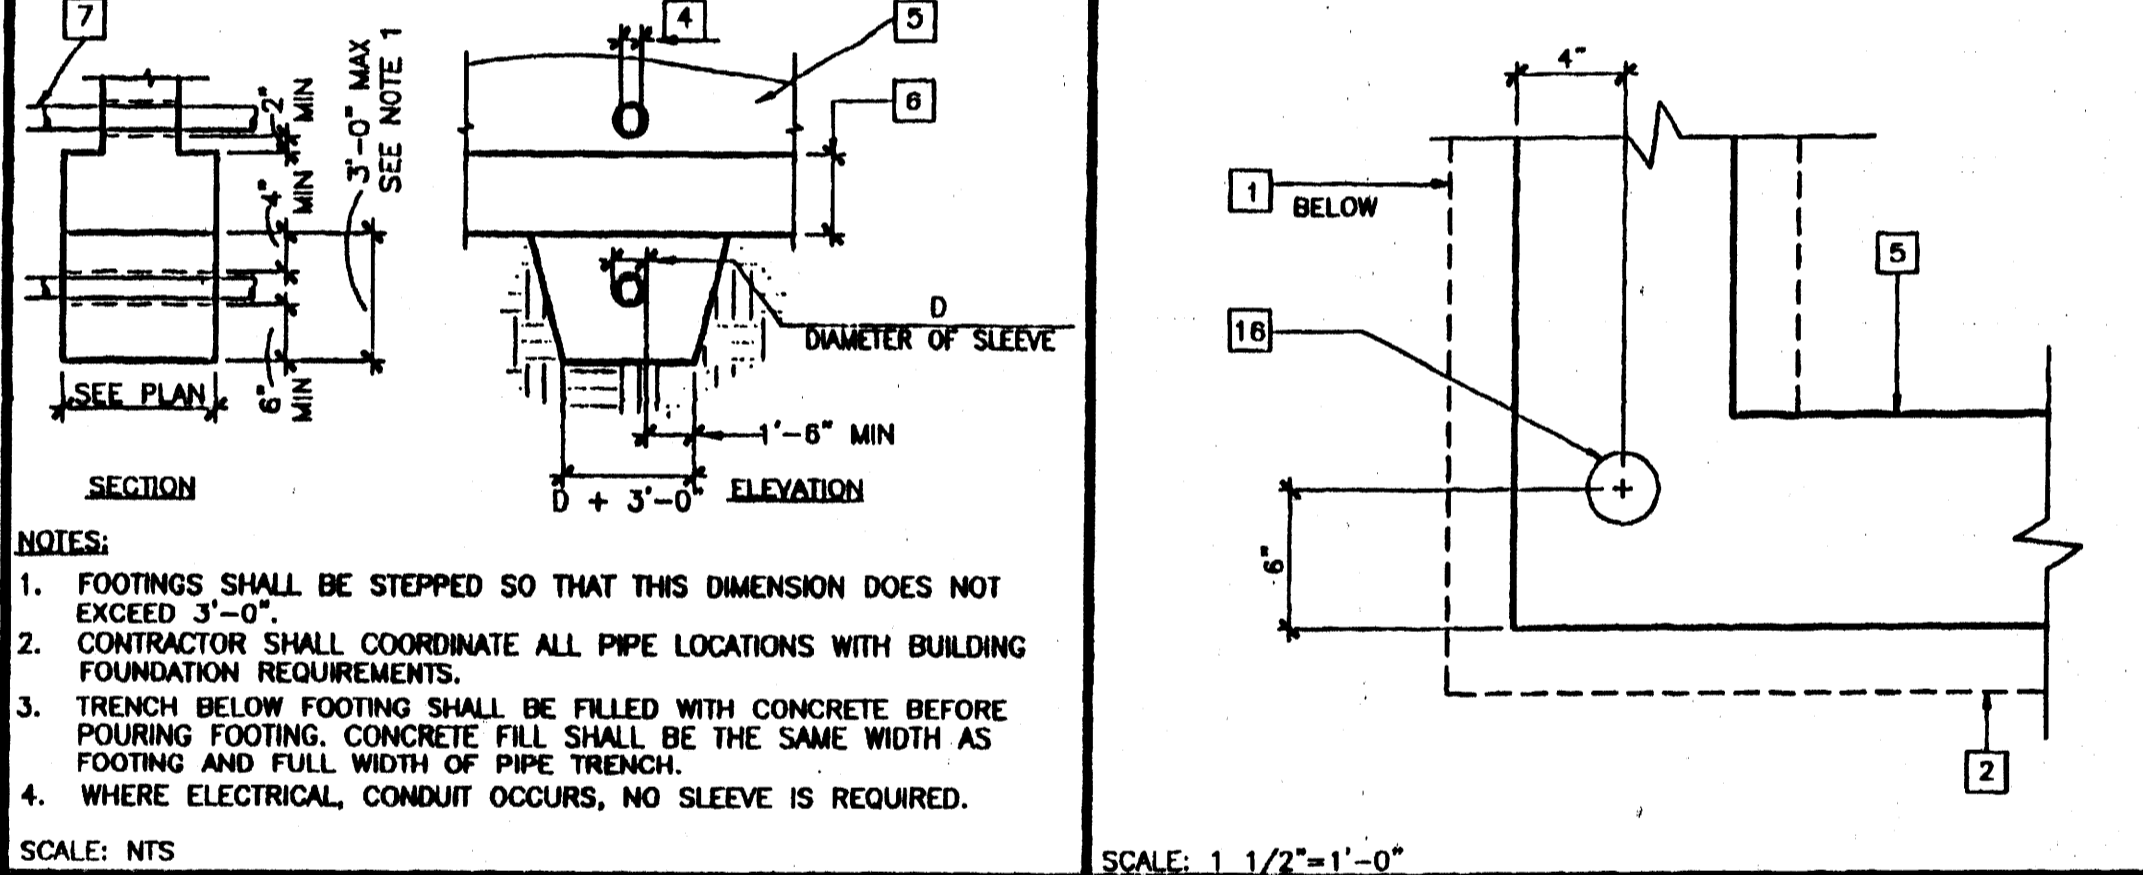 7
2"
MIN
4"
MIN
6"
MIN
3'-0" MAX
SEE NOTE 1
SEE PLAN
SECTION
4
5
6
D
DIAMETER OF SLEEVE
1'-6" MIN
D + 3'-0"
ELEVATION
NOTES:
1. FOOTINGS SHALL BE STEPPED SO THAT THIS DIMENSION DOES NOT
EXCEED 3'-0".
2. CONTRACTOR SHALL COORDINATE ALL PIPE LOCATIONS WITH BUILDING
FOUNDATION REQUIREMENTS.
3. TRENCH BELOW FOOTING SHALL BE FILLED WITH CONCRETE BEFORE
POURING FOOTING. CONCRETE FILL SHALL BE THE SAME WIDTH AS
FOOTING AND FULL WIDTH OF PIPE TRENCH.
4. WHERE ELECTRICAL, CONDUIT OCCURS, NO SLEEVE IS REQUIRED.
SCALE: NTS
4"
1
BELOW
5
16
6"
2
SCALE: 1 1/2"=1'-0"